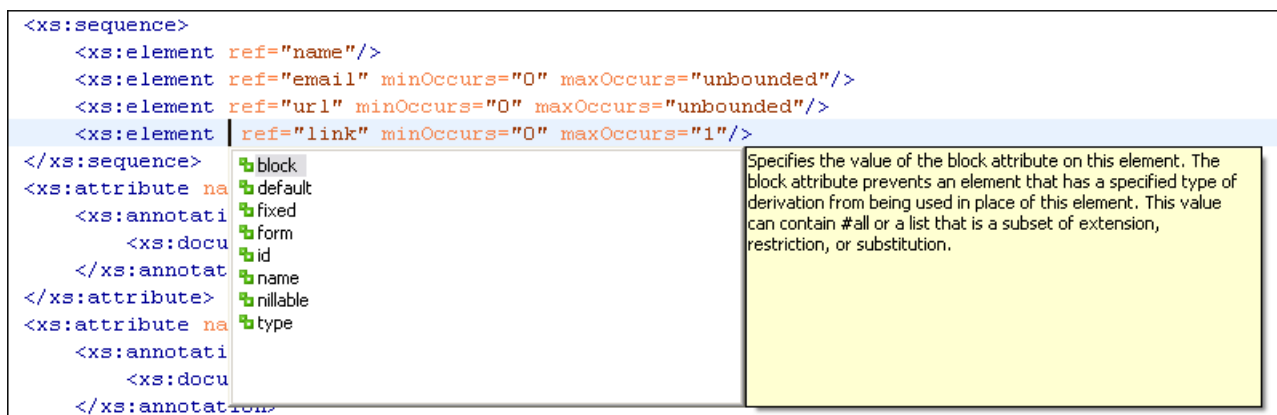 <xs:sequence>
<xs:element ref="name"/>
<xs:element ref="email" minOccurs="0" maxOccurs="unbounded"/>
<xs:element ref="url" minOccurs="0" maxOccurs="unbounded"/>
<xs:element ref="link" minOccurs="0" maxOccurs="1"/>
</xs:sequence>
<xs:attribute na
<xs:annotati
<xs:docu
</xs:annotat
</xs:attribute>
<xs:attribute na
<xs:annotati
<xs:docu
</xs:annotation>
block
default
fixed
form
id
name
nillable
type
Specifies the value of the block attribute on this element. The
block attribute prevents an element that has a specified type of
derivation from being used in place of this element. This value
can contain #all or a list that is a subset of extension,
restriction, or substitution.